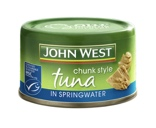 JOHN WEST
chunk style
tuna
IN SPRINGWATER